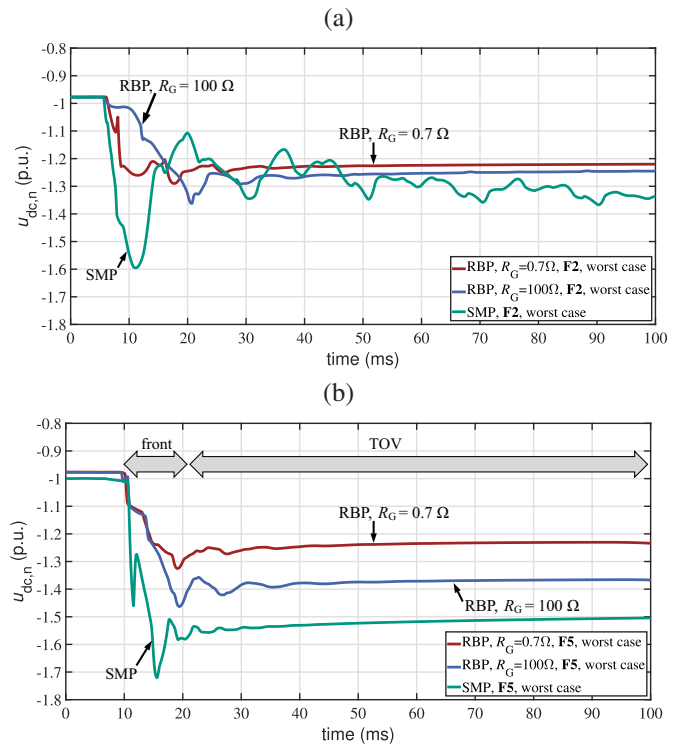 (a)
-0.8
-0.9
-1
-1.1
-1.2
-1.3
-1.4
-1.5
-1.6
-1.7
-1.8
u_dc,n (p.u.)
RBP, R_G = 100 Ω
RBP, R_G = 0.7 Ω
SMP
RBP, R_G=0.7Ω, F2, worst case
RBP, R_G=100Ω, F2, worst case
SMP, F2, worst case
0 10 20 30 40 50 60 70 80 90 100
time (ms)
(b)
-0.8
-0.9
-1
-1.1
-1.2
-1.3
-1.4
-1.5
-1.6
-1.7
-1.8
u_dc,n (p.u.)
front TOV
RBP, R_G = 0.7 Ω
RBP, R_G = 100 Ω
SMP
RBP, R_G=0.7Ω, F5, worst case
RBP, R_G=100Ω, F5, worst case
SMP, F5, worst case
0 10 20 30 40 50 60 70 80 90 100
time (ms)